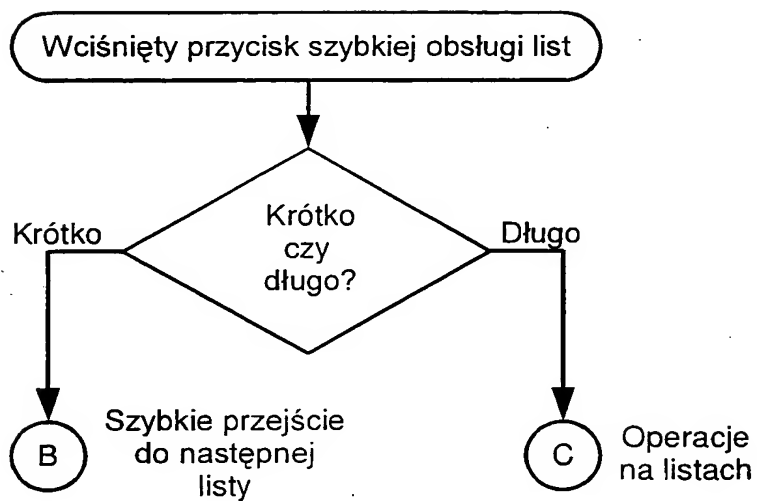 Wciśnięty przycisk szybkiej obsługi list
Krótko
czy
długo?
Krótko
Długo
B
Szybkie przejście
do następnej
listy
C
Operacje
na listach